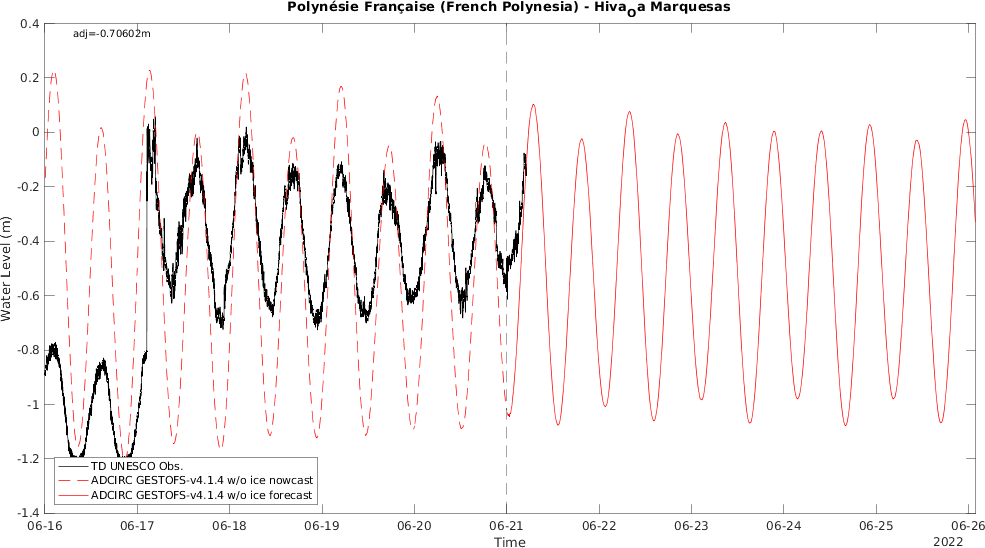 Polynésie Française (French Polynesia) - Hiva_Oa Marquesas
adj=-0.70602m
0.4
0.2
0
-0.2
-0.4
-0.6
-0.8
-1
-1.2
-1.4
Water Level (m)
TD UNESCO Obs.
ADCIRC GESTOFS-v4.1.4 w/o ice nowcast
ADCIRC GESTOFS-v4.1.4 w/o ice forecast
06-16 06-17 06-18 06-19 06-20 06-21 06-22 06-23 06-24 06-25 06-26
Time
2022